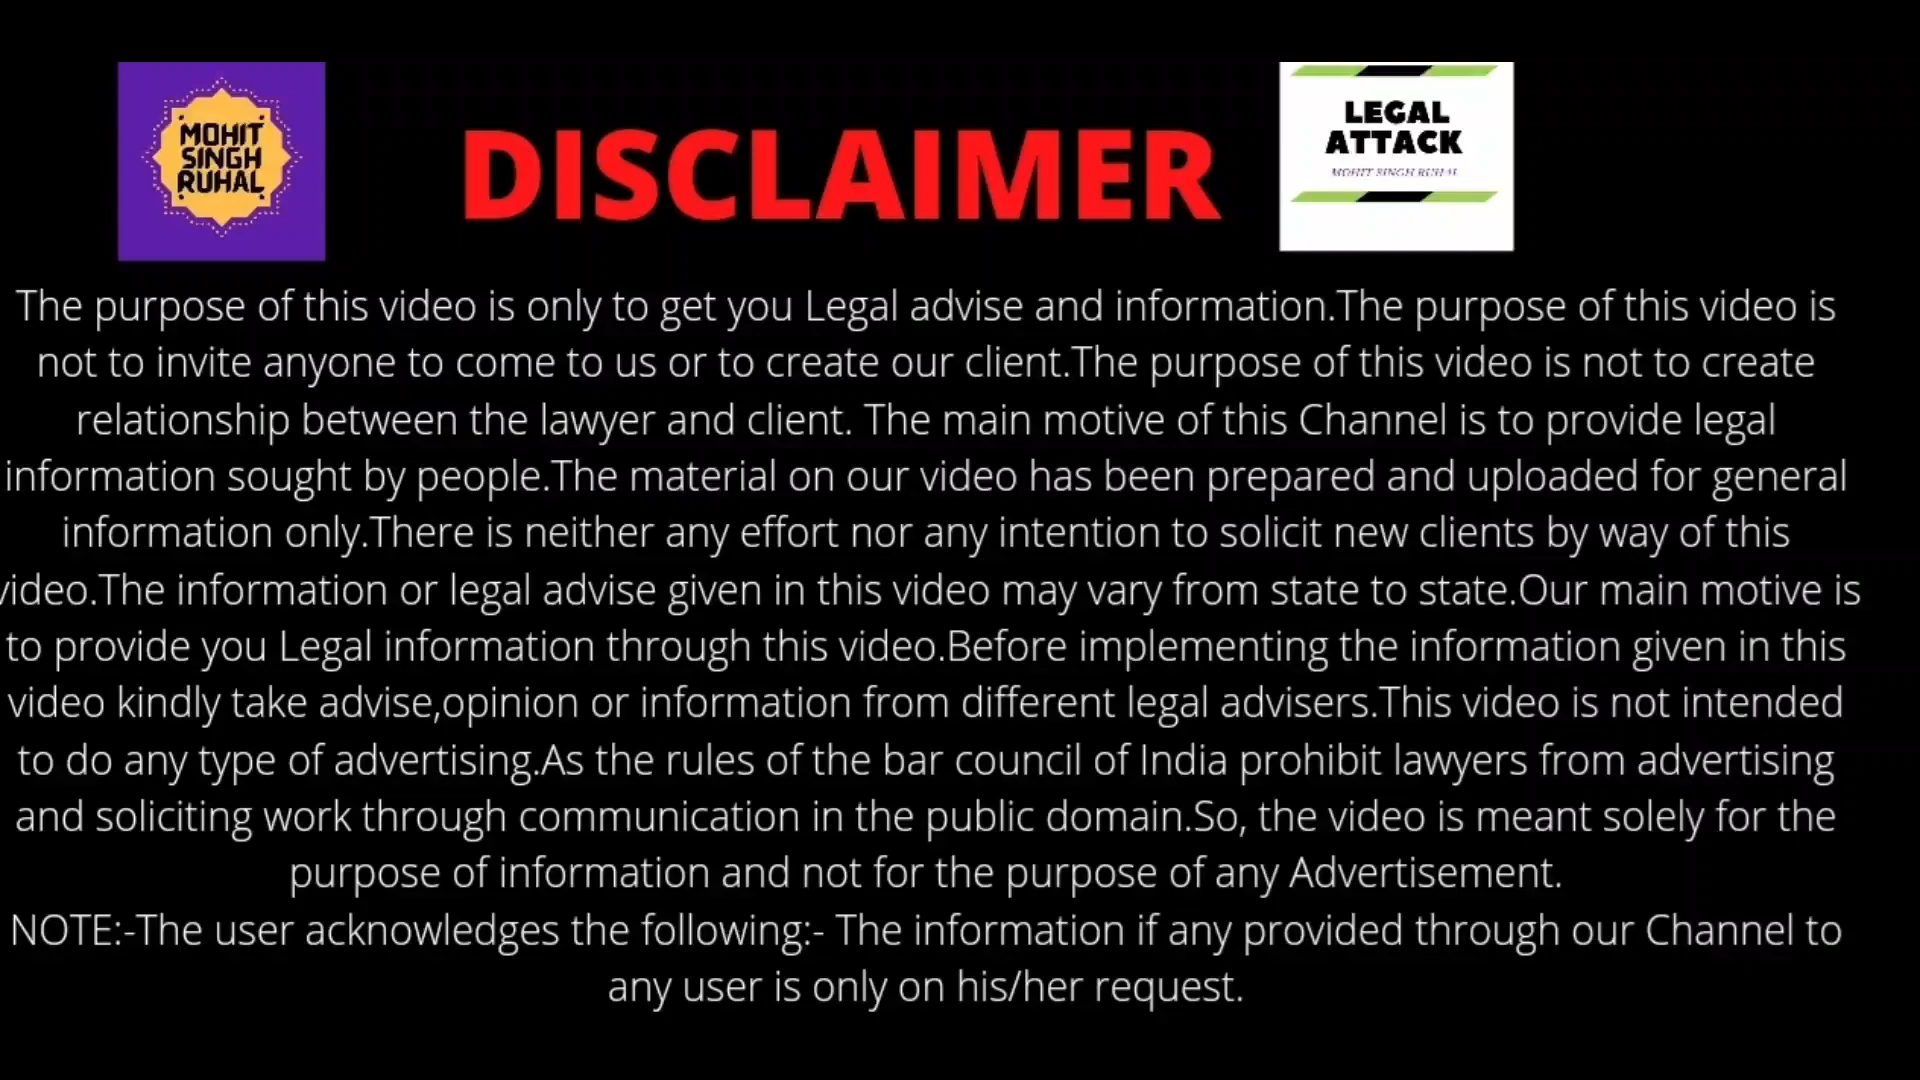 MOHIT
SINGH
RUHAL
DISCLAIMER
LEGAL
ATTACK
MOHIT SINGH RUHAL
The purpose of this video is only to get you Legal advise and information.The purpose of this video is
not to invite anyone to come to us or to create our client.The purpose of this video is not to create
relationship between the lawyer and client. The main motive of this Channel is to provide legal
information sought by people.The material on our video has been prepared and uploaded for general
information only.There is neither any effort nor any intention to solicit new clients by way of this
video.The information or legal advise given in this video may vary from state to state.Our main motive is
to provide you Legal information through this video.Before implementing the information given in this
video kindly take advise,opinion or information from different legal advisers.This video is not intended
to do any type of advertising.As the rules of the bar council of India prohibit lawyers from advertising
and soliciting work through communication in the public domain.So, the video is meant solely for the
purpose of information and not for the purpose of any Advertisement.
NOTE:-The user acknowledges the following:- The information if any provided through our Channel to
any user is only on his/her request.